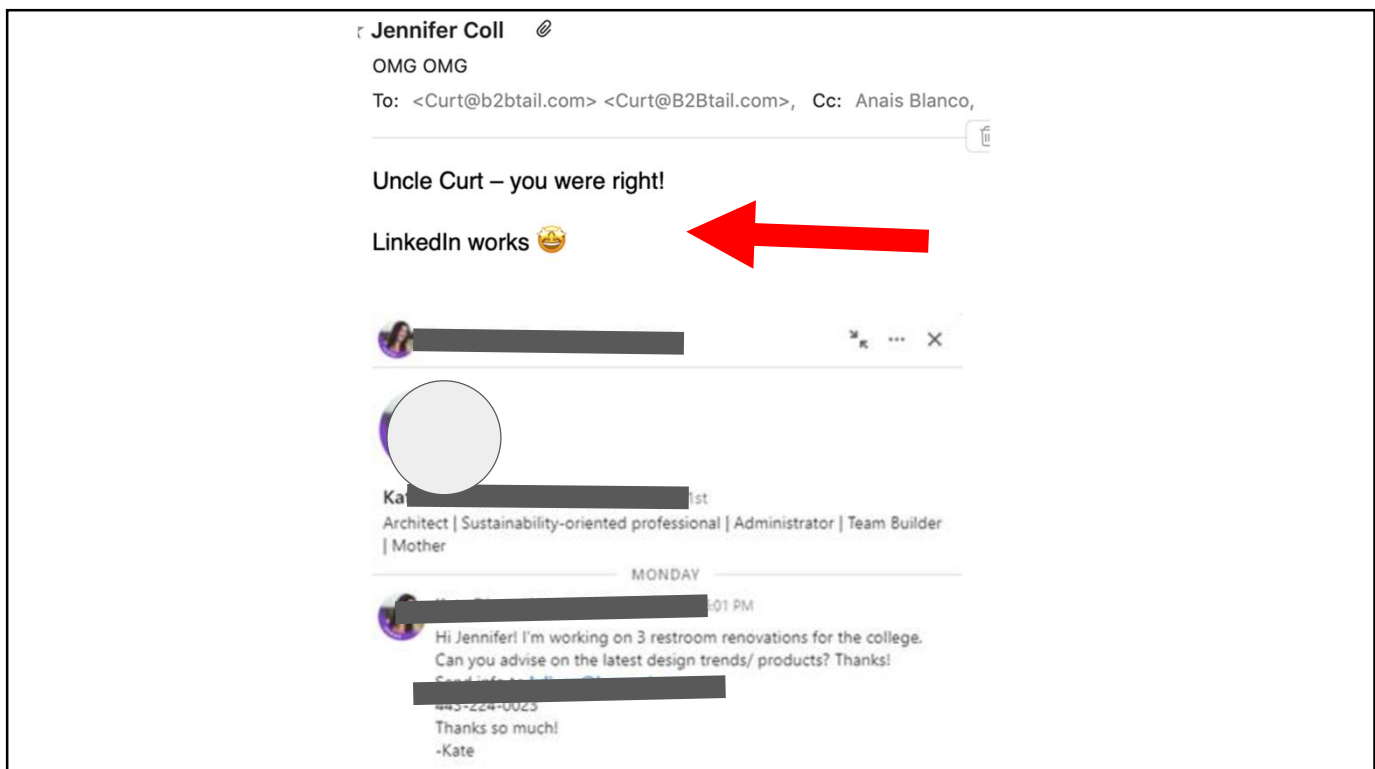 Jennifer Coll
OMG OMG
To: <Curt@b2btail.com> <Curt@B2Btail.com>, Cc: Anais Blanco,
Uncle Curt – you were right!
LinkedIn works 🤩
1st
Architect | Sustainability-oriented professional | Administrator | Team Builder
| Mother
MONDAY
:01 PM
Hi Jennifer! I'm working on 3 restroom renovations for the college.
Can you advise on the latest design trends/ products? Thanks!
Thanks so much!
-Kate